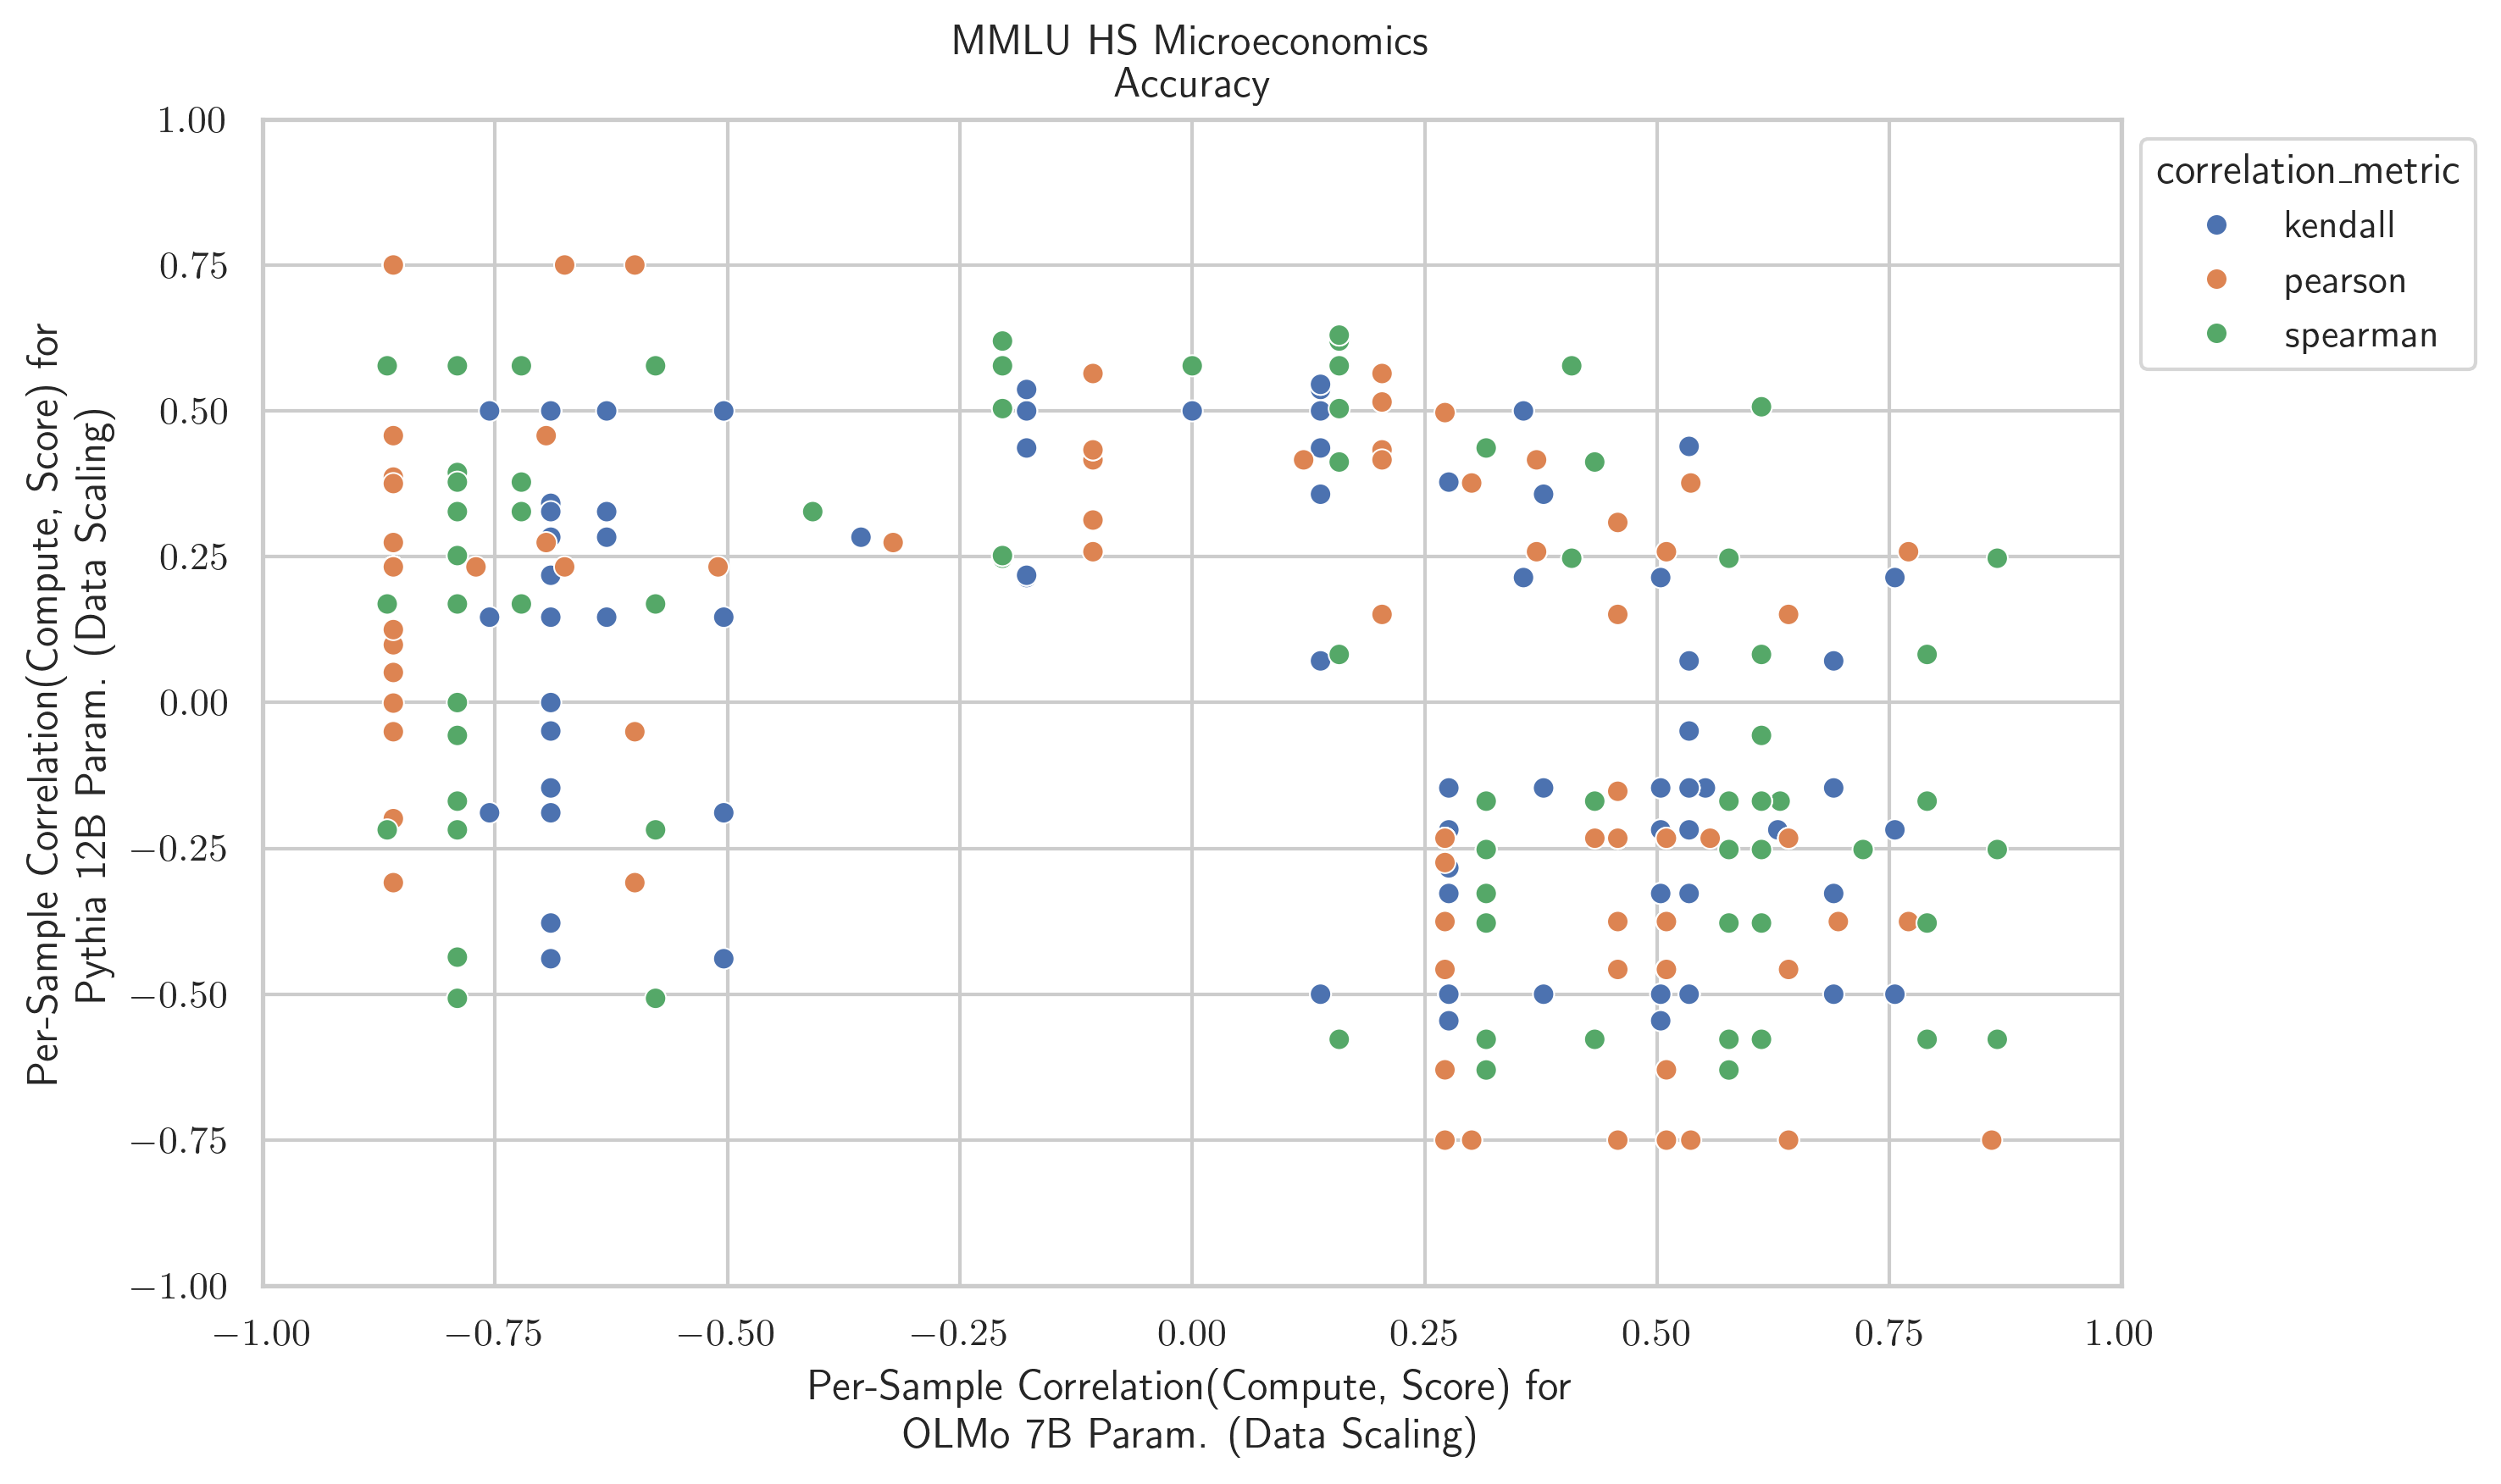 MMLU HS Microeconomics
Accuracy
1.00
0.75
0.50
0.25
0.00
−0.25
−0.50
−0.75
−1.00
Per-Sample Correlation(Compute, Score) for
Pythia 12B Param. (Data Scaling)
correlation_metric
kendall
pearson
spearman
−1.00 −0.75 −0.50 −0.25 0.00 0.25 0.50 0.75 1.00
Per-Sample Correlation(Compute, Score) for
OLMo 7B Param. (Data Scaling)